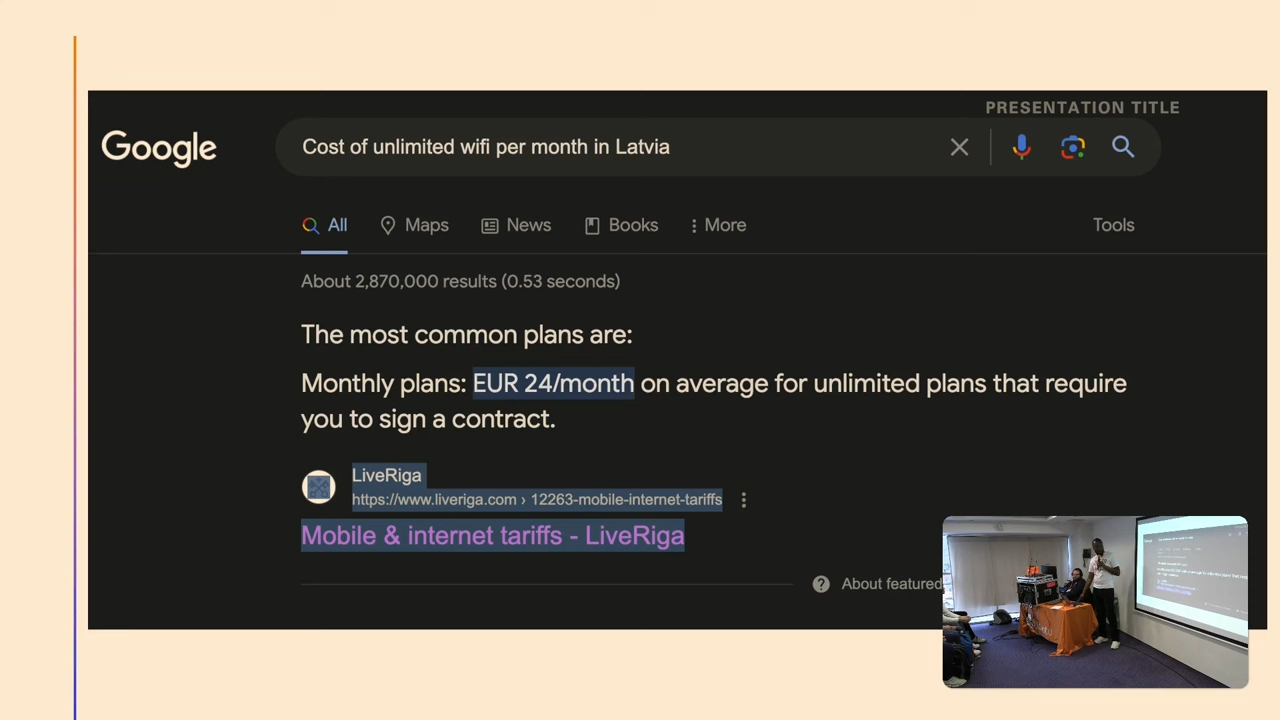 PRESENTATION TITLE
Google
Cost of unlimited wifi per month in Latvia
All
Maps
News
Books
More
Tools
About 2,870,000 results (0.53 seconds)
The most common plans are:
Monthly plans: EUR 24/month on average for unlimited plans that require
you to sign a contract.
LiveRiga
https://www.liveriga.com › 12263-mobile-internet-tariffs
Mobile & internet tariffs - LiveRiga
About featured